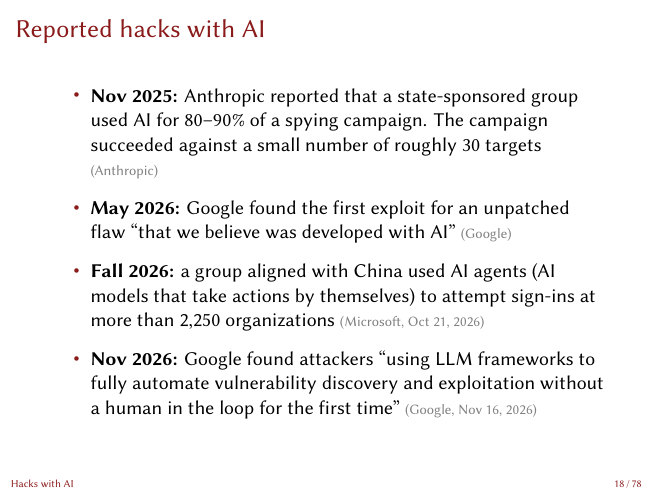 Reported hacks with AI
• Nov 2025: Anthropic reported that a state-sponsored group
used AI for 80–90% of a spying campaign. The campaign
succeeded against a small number of roughly 30 targets
(Anthropic)
• May 2026: Google found the first exploit for an unpatched
flaw “that we believe was developed with AI” (Google)
• Fall 2026: a group aligned with China used AI agents (AI
models that take actions by themselves) to attempt sign-ins at
more than 2,250 organizations (Microsoft, Oct 21, 2026)
• Nov 2026: Google found attackers “using LLM frameworks to
fully automate vulnerability discovery and exploitation without
a human in the loop for the first time” (Google, Nov 16, 2026)
Hacks with AI
18 / 78